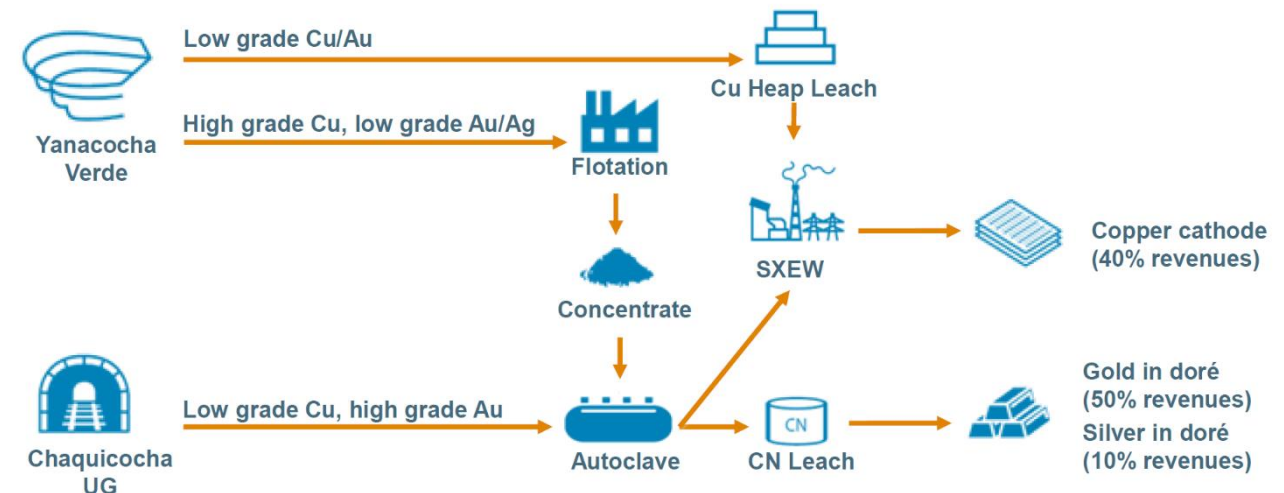 Low grade Cu/Au
Cu Heap Leach
Yanacocha
Verde
High grade Cu, low grade Au/Ag
Flotation
SXEW
Copper cathode
(40% revenues)
Concentrate
Chaquicocha
UG
Low grade Cu, high grade Au
Autoclave
CN
CN Leach
Gold in doré
(50% revenues)
Silver in doré
(10% revenues)